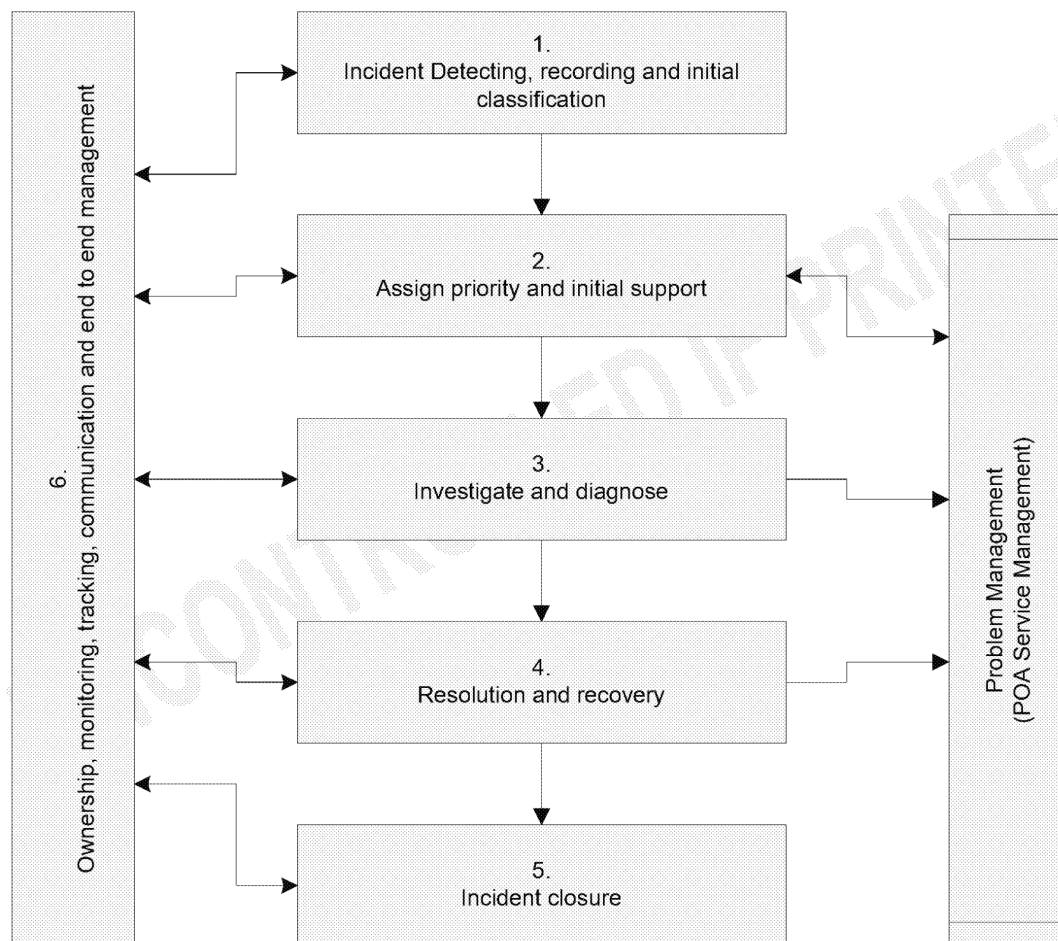 1.
Incident Detecting, recording and initial
classification
2.
Assign priority and initial support
3.
Investigate and diagnose
4.
Resolution and recovery
5.
Incident closure
6.
Ownership, monitoring, tracking, communication and end to end management
Problem Management
(POA Service Management)
IF